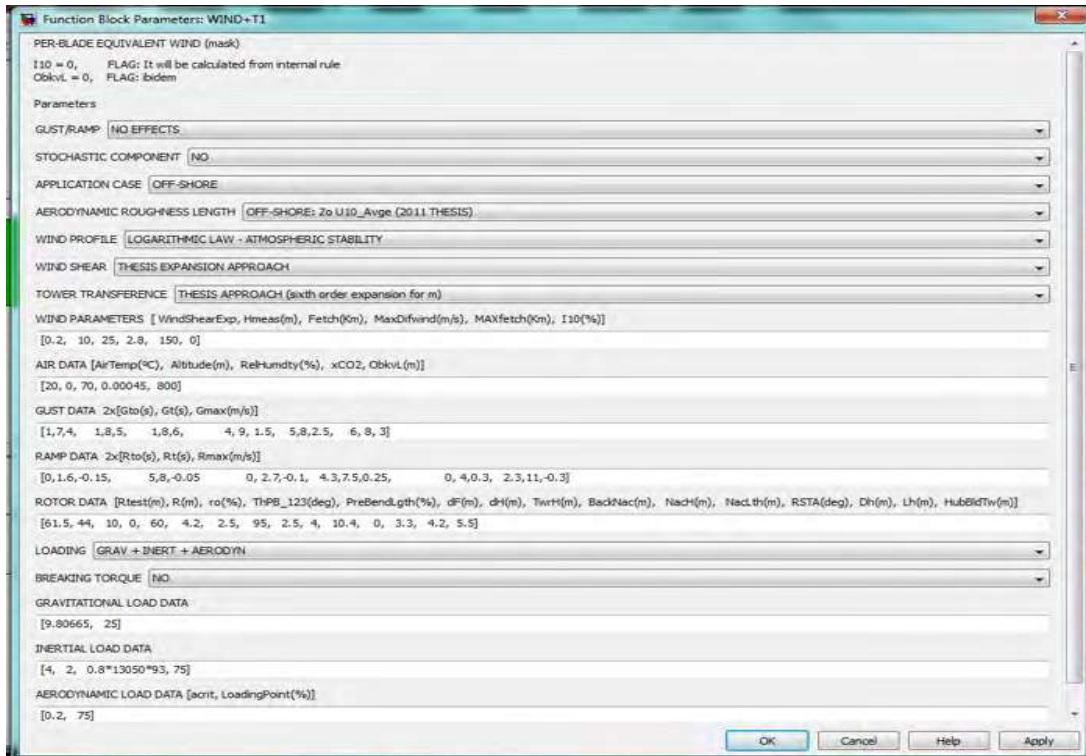 Function Block Parameters: WIND+T1
PER-BLADE EQUIVALENT WIND (mask)
I10 = 0, FLAG: It will be calculated from internal rule
ObkvL = 0, FLAG: ibidem
Parameters
GUST/RAMP NO EFFECTS
STOCHASTIC COMPONENT NO
APPLICATION CASE OFF-SHORE
AERODYNAMIC ROUGHNESS LENGTH OFF-SHORE: Zo U10_Avge (2011 THESIS)
WIND PROFILE LOGARITHMIC LAW - ATMOSPHERIC STABILITY
WIND SHEAR THESIS EXPANSION APPROACH
TOWER TRANSFERENCE THESIS APPROACH (sixth order expansion for m)
WIND PARAMETERS [ WindShearExp, Hmeas(m), Fetch(Km), MaxDifwind(m/s), MAXfetch(Km), I10(%)]
[0.2, 10, 25, 2.8, 150, 0]
AIR DATA [AirTemp(ºC), Altitude(m), RelHumdty(%), xCO2, ObkvL(m)]
[20, 0, 70, 0.00045, 800]
GUST DATA 2x[Gto(s), Gt(s), Gmax(m/s)]
[1,7,4, 1,8,5, 1,8,6, 4, 9, 1.5, 5,8,2.5, 6, 8, 3]
RAMP DATA 2x[Rto(s), Rt(s), Rmax(m/s)]
[0,1.6,-0.15, 5,8,-0.05 0, 2.7,-0.1, 4.3,7.5,0.25, 0, 4,0.3, 2.3,11,-0.3]
ROTOR DATA [Rtest(m), R(m), ro(%), ThPB_123(deg), PreBendLgth(%), dF(m), dH(m), TwrH(m), BackNac(m), NacH(m), NacLth(m), RSTA(deg), Dh(m), Lh(m), HubBldTw(m)]
[61.5, 44, 10, 0, 60, 4.2, 2.5, 95, 2.5, 4, 10.4, 0, 3.3, 4.2, 5.5]
LOADING GRAV + INERT + AERODYN
BREAKING TORQUE NO
GRAVITATIONAL LOAD DATA
[9.80665, 25]
INERTIAL LOAD DATA
[4, 2, 0.8*13050*93, 75]
AERODYNAMIC LOAD DATA [acrit, LoadingPoint(%)]
[0.2, 75]
OK Cancel Help Apply